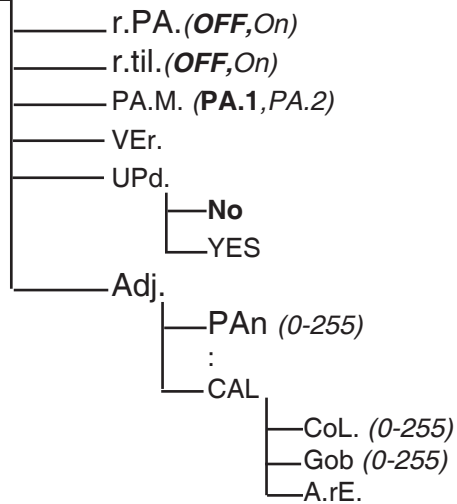 r.PA.(OFF,On)
r.til.(OFF,On)
PA.M. (PA.1,PA.2)
VEr.
UPd.
No
YES
Adj.
PAn (0-255)
:
CAL
CoL. (0-255)
Gob (0-255)
A.rE.